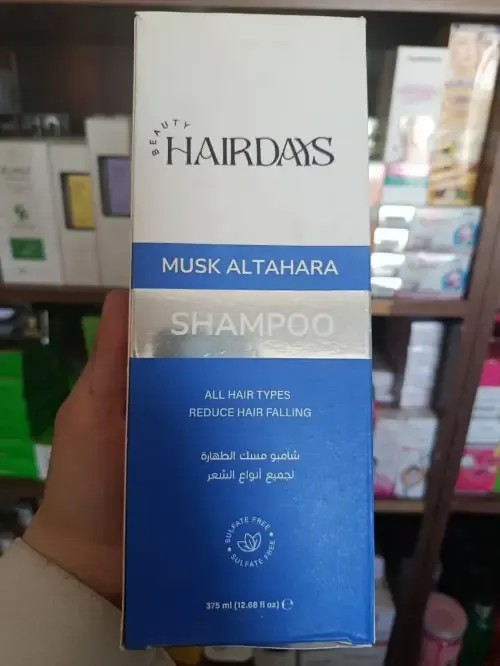 BEAUTY
HAIRDAYS
MUSK ALTAHARA
SHAMPOO
ALL HAIR TYPES
REDUCE HAIR FALLING
شامبو مسك الطهارة
لجميع أنواع الشعر
SULFATE FREE
SULFATE FREE
375 ml (12.68 fl oz) ℮